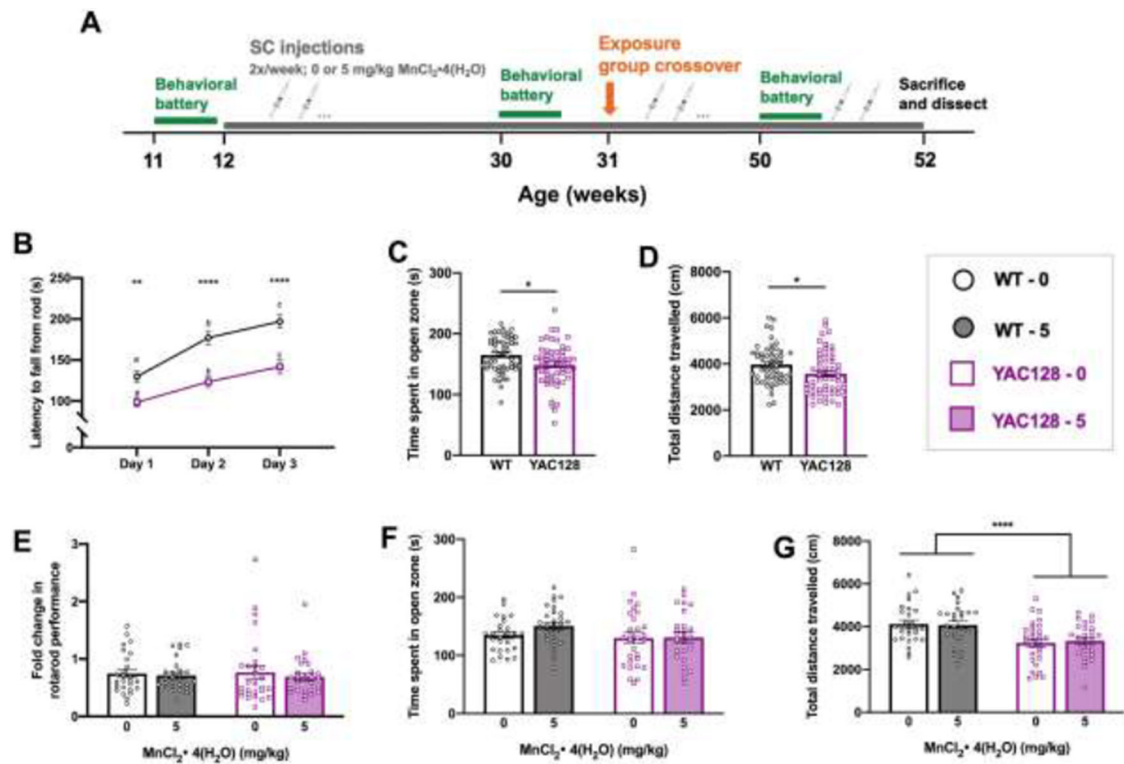 A
SC injections
2x/week; 0 or 5 mg/kg MnCl2•4(H2O)
Behavioral
battery
...
Behavioral
battery
Exposure
group crossover
...
Behavioral
battery
Sacrifice
and dissect
11
12
30
31
50
52
Age (weeks)
B
Latency to fall from rod (s)
250
200
150
100
0
**
****
****
Day 1
Day 2
Day 3
C
Time spent in open zone (s)
300
200
100
0
*
WT
YAC128
D
Total distance travelled (cm)
8000
6000
4000
2000
0
*
WT
YAC128
WT - 0
WT - 5
YAC128 - 0
YAC128 - 5
E
Fold change in
rotarod performance
3
2
1
0
0
5
0
5
MnCl2• 4(H2O) (mg/kg)
F
Time spent in open zone (s)
300
200
100
0
0
5
0
5
MnCl2• 4(H2O) (mg/kg)
G
Total distance travelled (cm)
8000
6000
4000
2000
0
****
0
5
0
5
MnCl2• 4(H2O) (mg/kg)